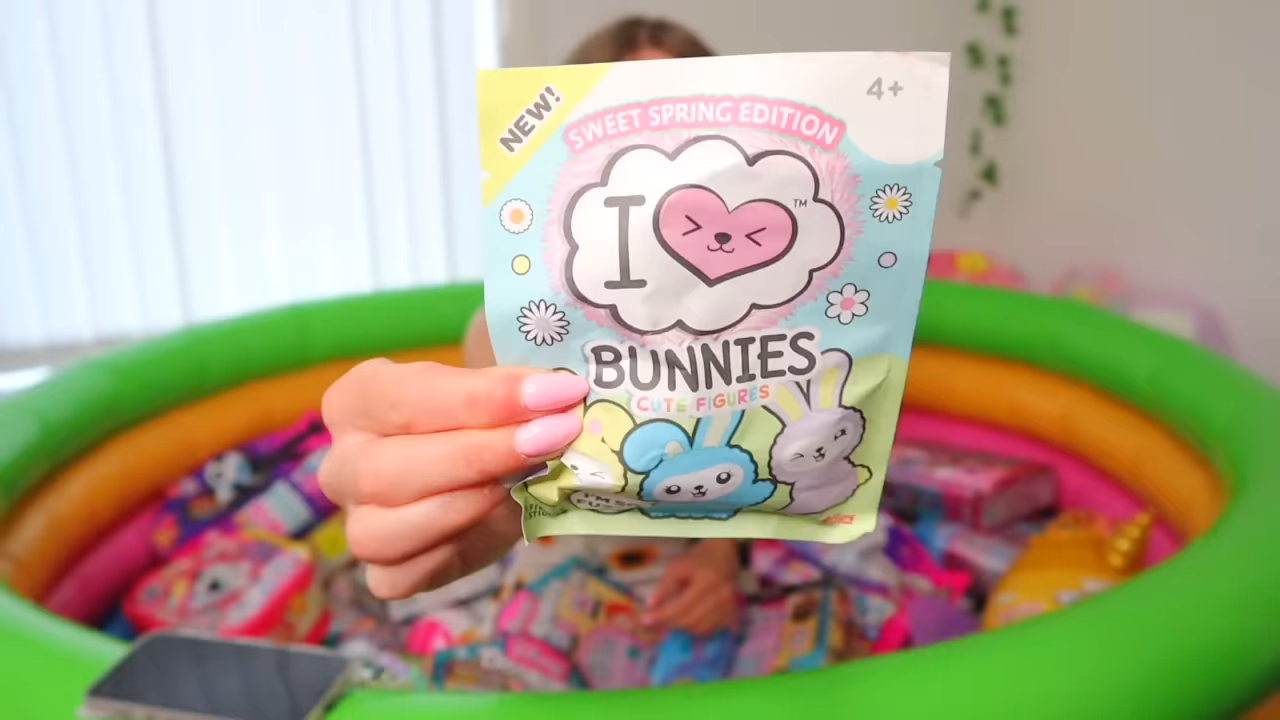 NEW!
4+
SWEET SPRING EDITION
I
TM
BUNNIES
CUTE FIGURES
I'M